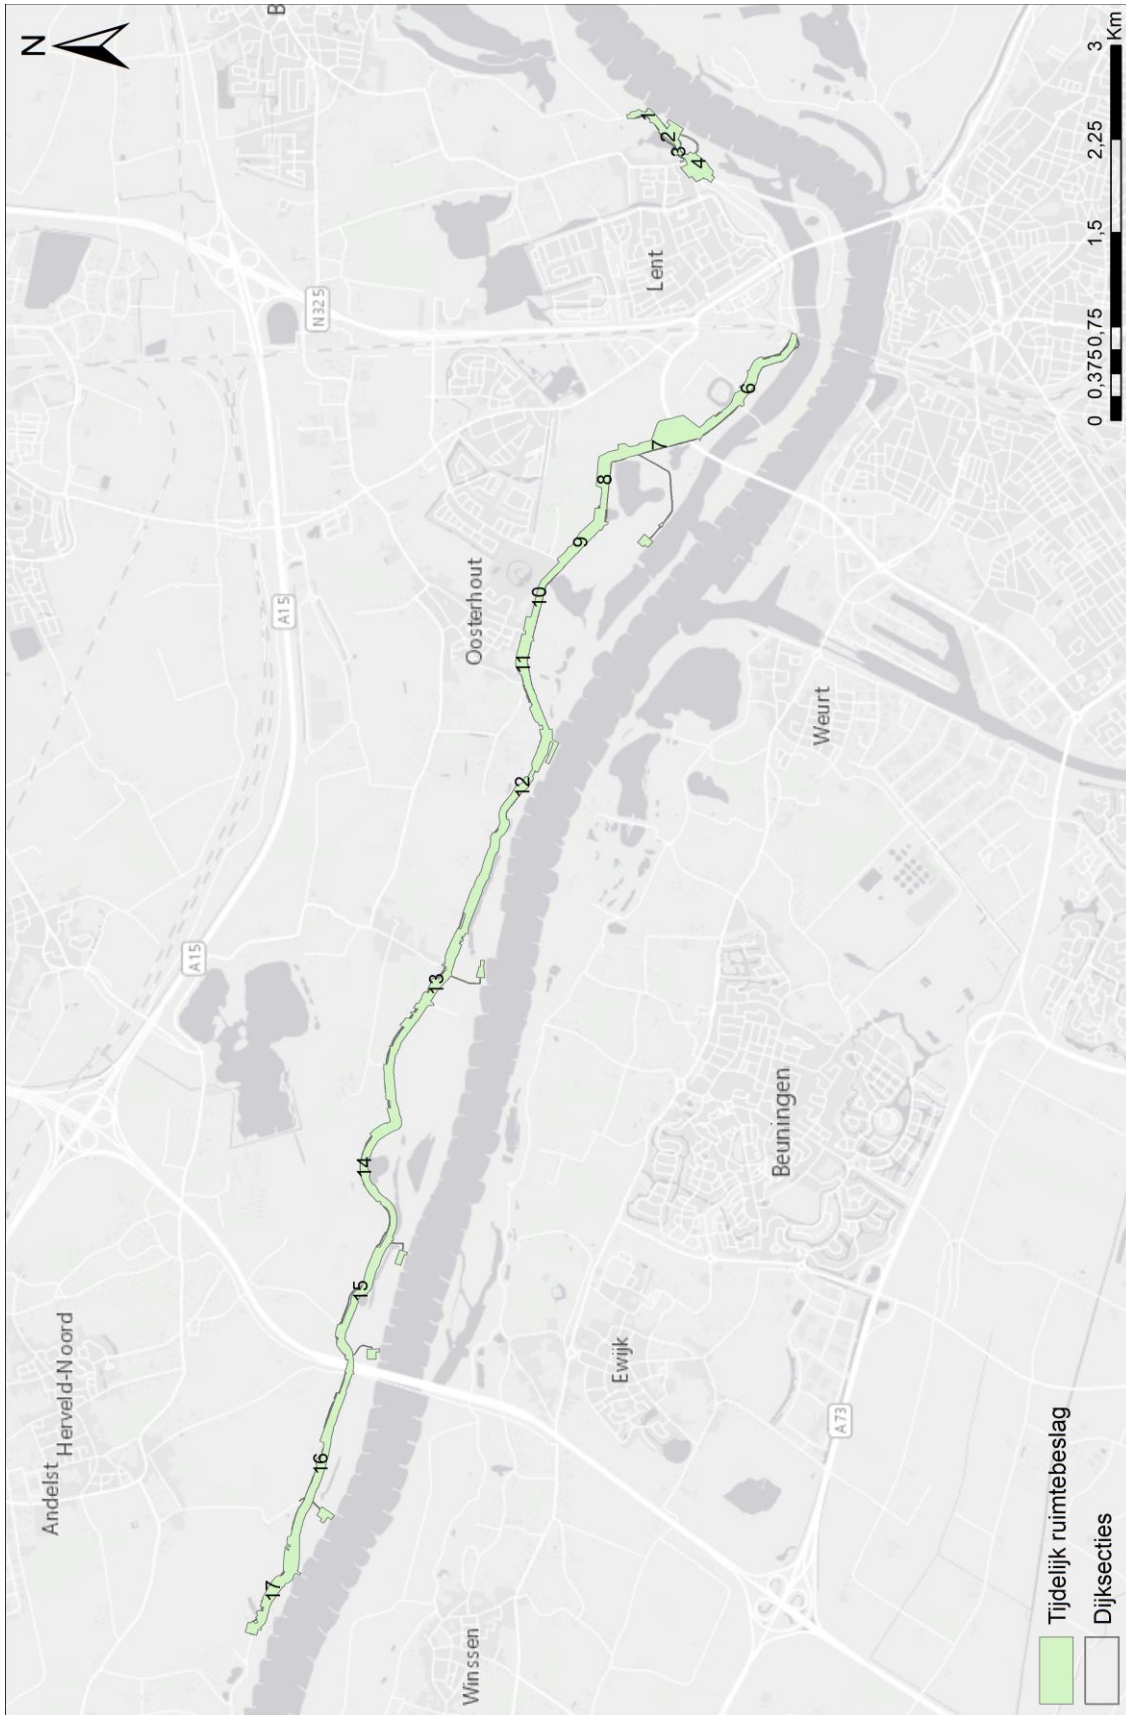 N
B
Andelst
Herveld-Noord
N325
A15
A15
1
2
3
4
Lent
6
7
8
9
10
11
12
13
14
15
16
17
Oosterhout
Weurt
Winssen
Ewijk
Beuningen
A73
Tijdelijk ruimtebeslag
Dijksecties
0 0,375 0,75 1,5 2,25 3
Km